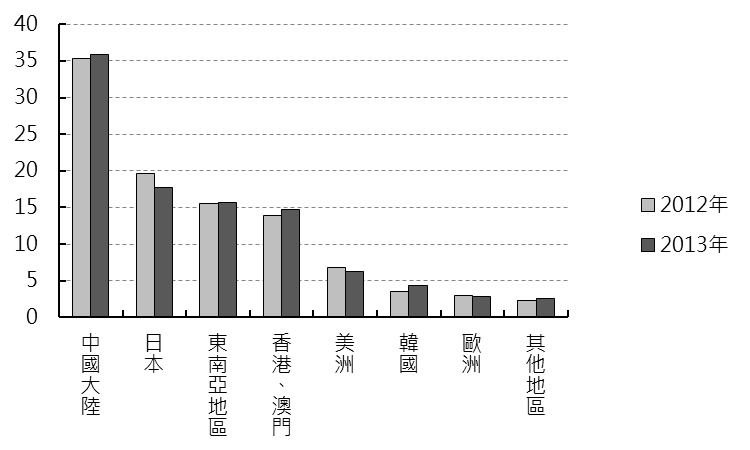 40
35
30
25
20
15
10
5
0
中國大陸
日本
東南亞地區
香港、澳門
美洲
韓國
歐洲
其他地區
2012年
2013年